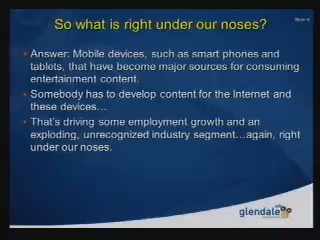 So what is right under our noses?
Answer: Mobile devices, such as smart phones and
tablets, that have become major sources for consuming
entertainment content.
Somebody has to develop content for the Internet and
these devices…
That's driving some employment growth and an
exploding, unrecognized industry segment…again, right
under our noses.
glendale